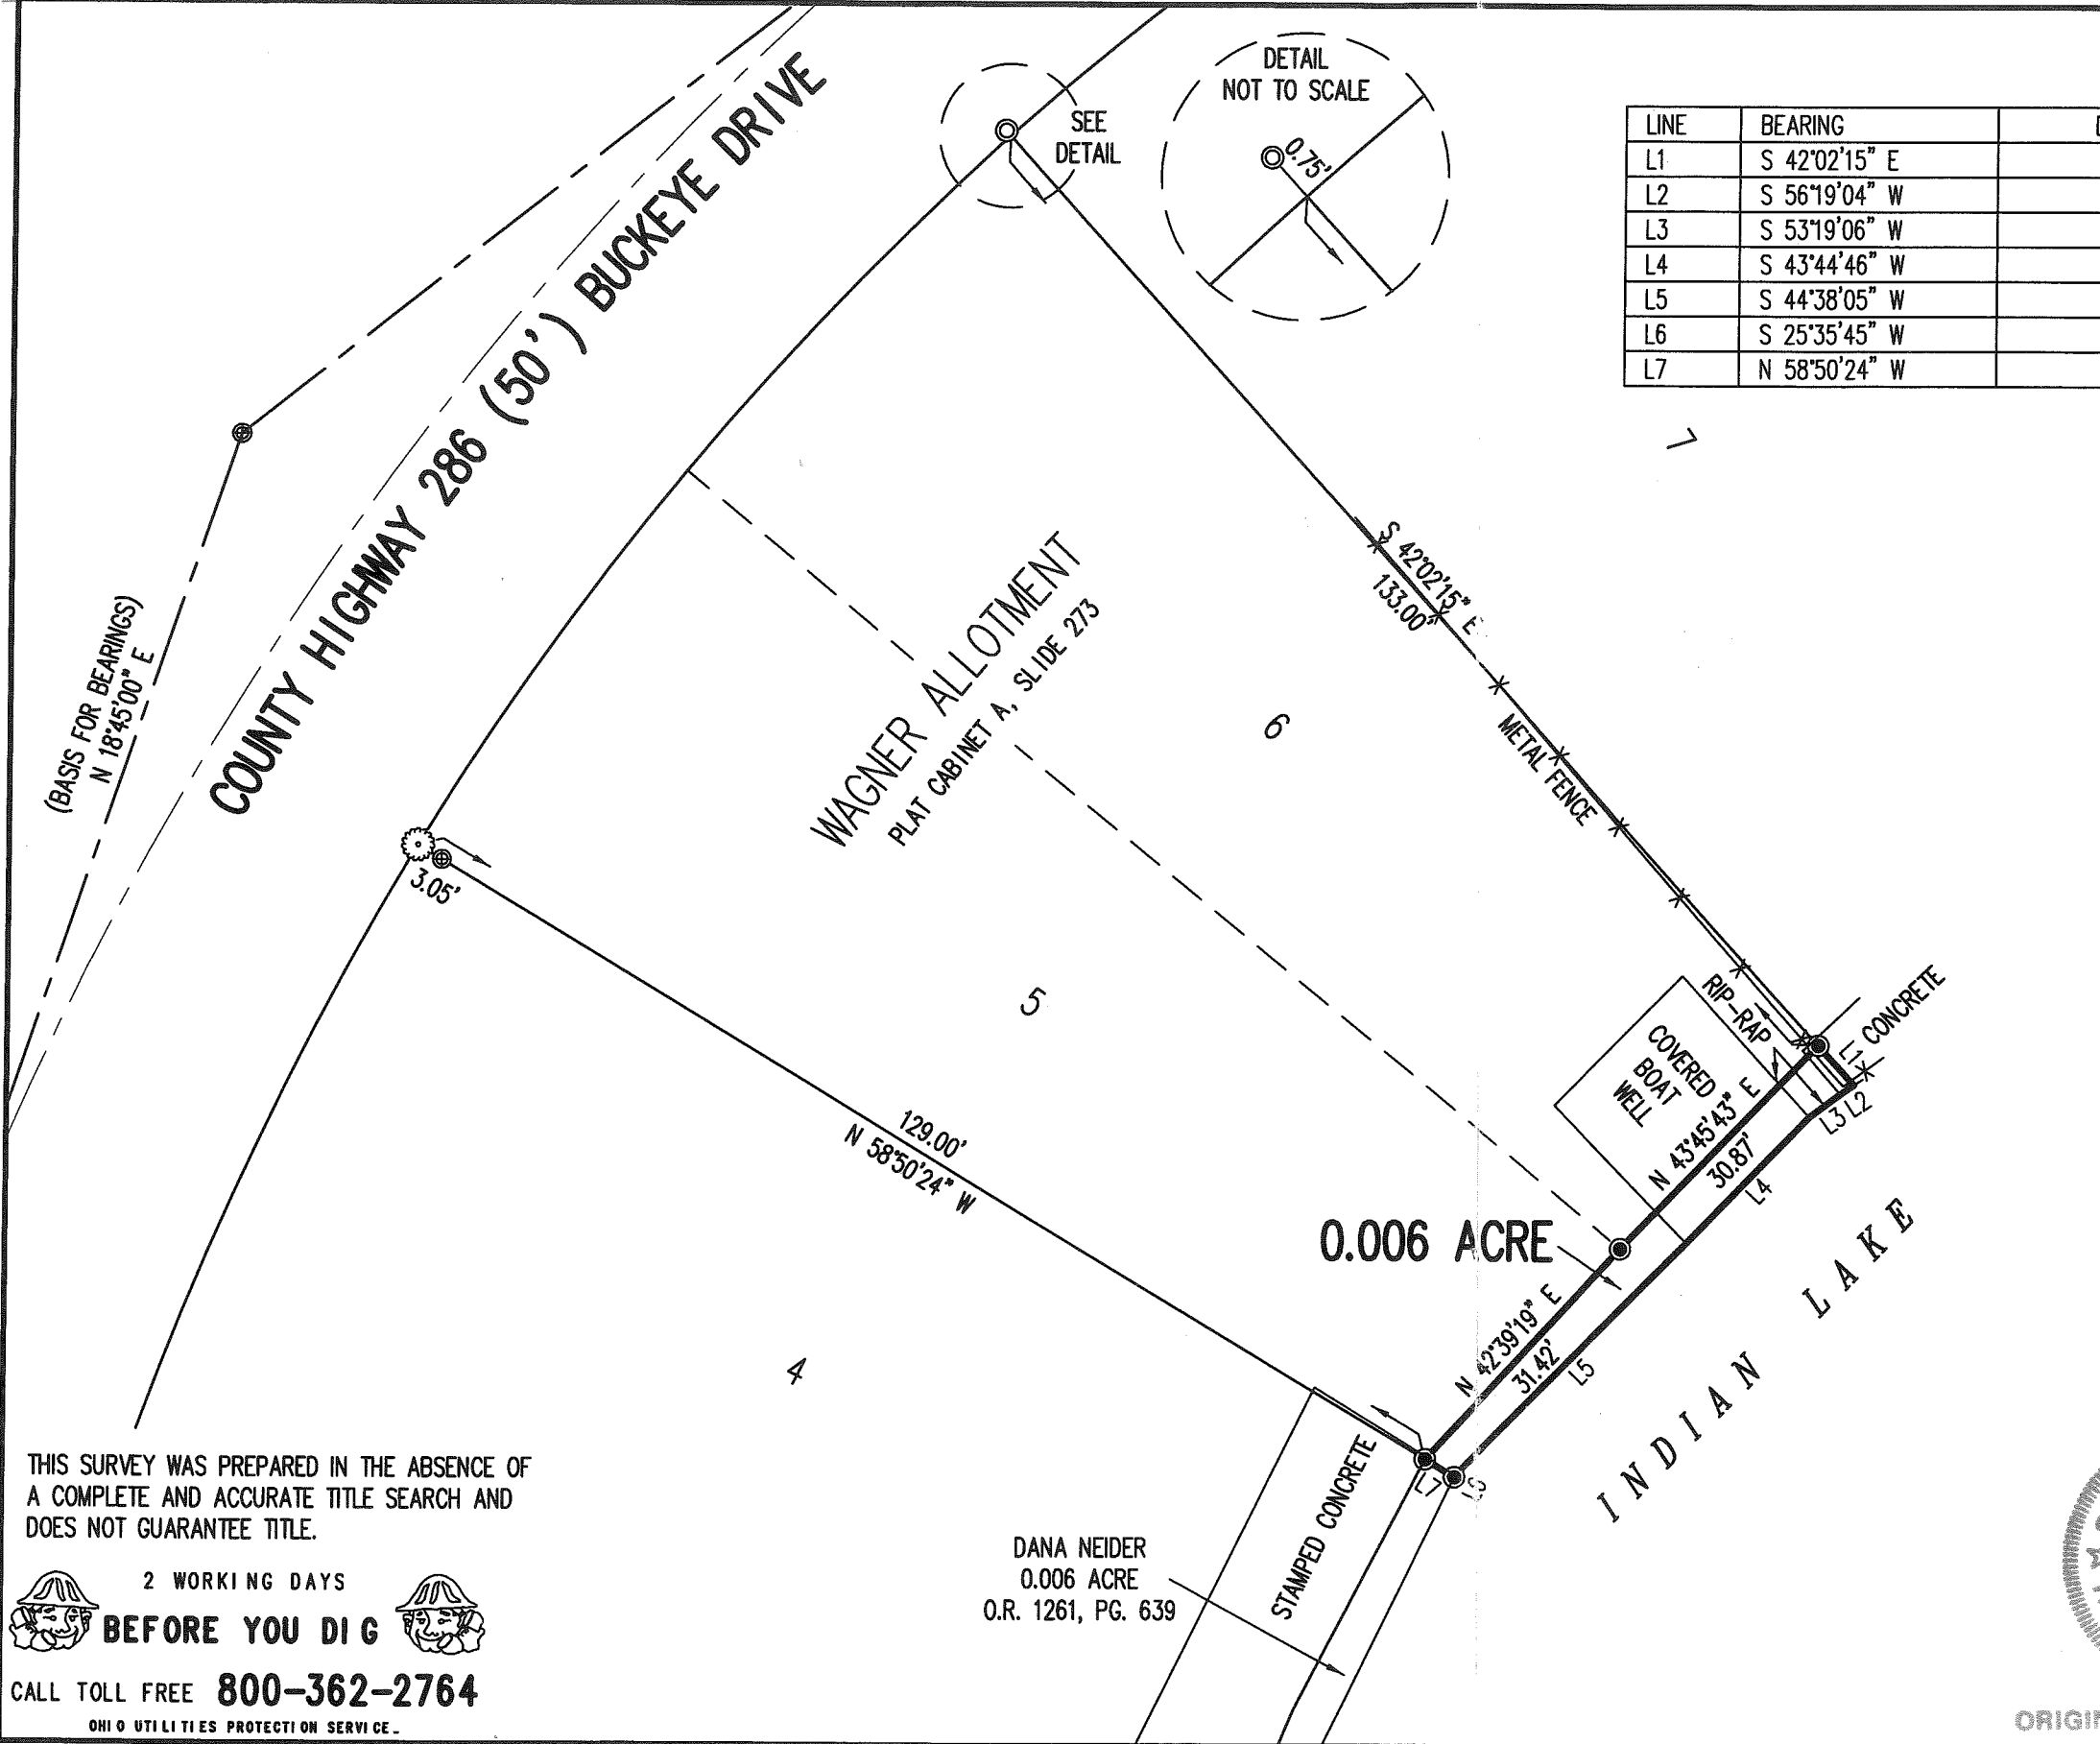 DETAIL
NOT TO SCALE
0.75'
SEE
DETAIL
LINE BEARING
L1 S 42°02'15" E
L2 S 56°19'04" W
L3 S 53°19'06" W
L4 S 43°44'46" W
L5 S 44°38'05" W
L6 S 25°35'45" W
L7 N 58°50'24" W
COUNTY HIGHWAY 286 (50') BUCKEYE DRIVE
(BASIS FOR BEARINGS)
N 18°45'00" E
7
S 42°02'15" E
133.00'
METAL FENCE
WAGNER ALLOTMENT
PLAT CABINET A, SLIDE 273
6
3.05'
5
129.00'
N 58°50'24" W
RIP-RAP
CONCRETE
COVERED
BOAT
WELL
L1
L2
L3
N 43°45'43" E
30.87'
L4
0.006 ACRE
N 42°39'19" E
31.42'
L5
INDIAN LAKE
4
L7
STAMPED CONCRETE
DANA NEIDER
0.006 ACRE
O.R. 1261, PG. 639
THIS SURVEY WAS PREPARED IN THE ABSENCE OF
A COMPLETE AND ACCURATE TITLE SEARCH AND
DOES NOT GUARANTEE TITLE.
2 WORKING DAYS
BEFORE YOU DIG
CALL TOLL FREE 800-362-2764
OHIO UTILITIES PROTECTION SERVICE.